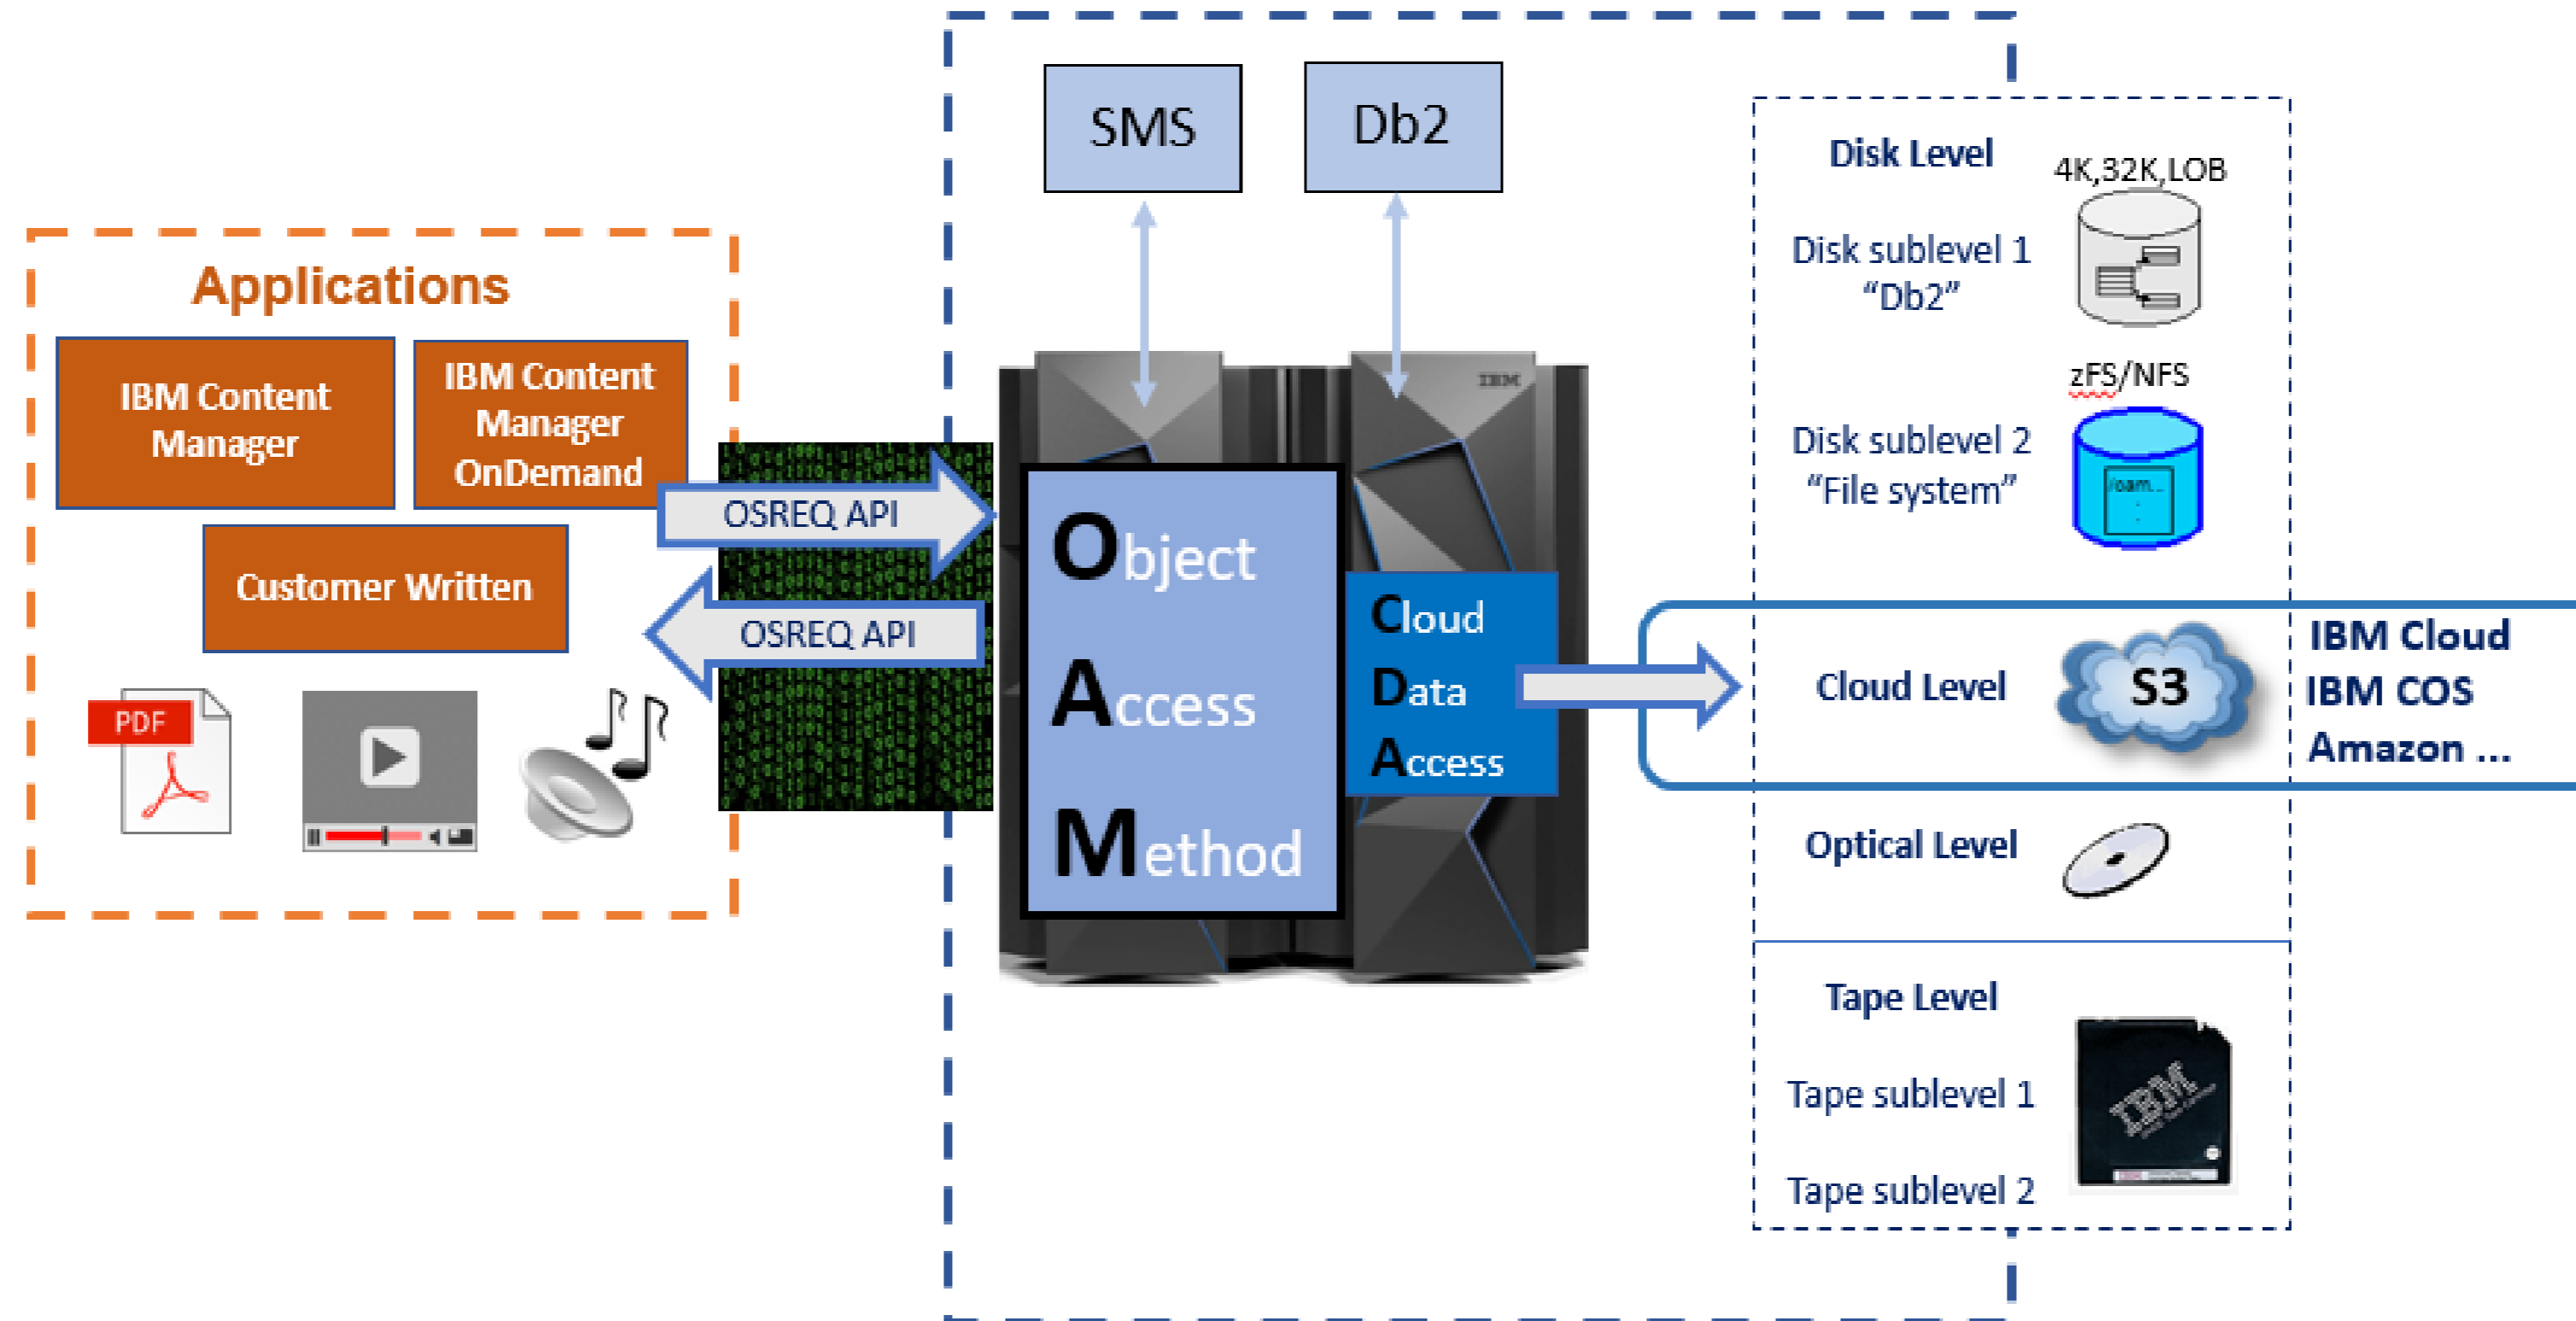 SMS
Db2
Applications
IBM Content
Manager
IBM Content
Manager
OnDemand
Customer Written
PDF
OSREQ API
OSREQ API
IBM
Object
Access
Method
Cloud
Data
Access
Disk Level
4K,32K,LOB
Disk sublevel 1
“Db2”
zFS/NFS
Disk sublevel 2
“File system”
/oam...
Cloud Level
S3
IBM Cloud
IBM COS
Amazon ...
Optical Level
Tape Level
IBM
Tape sublevel 1
Tape sublevel 2